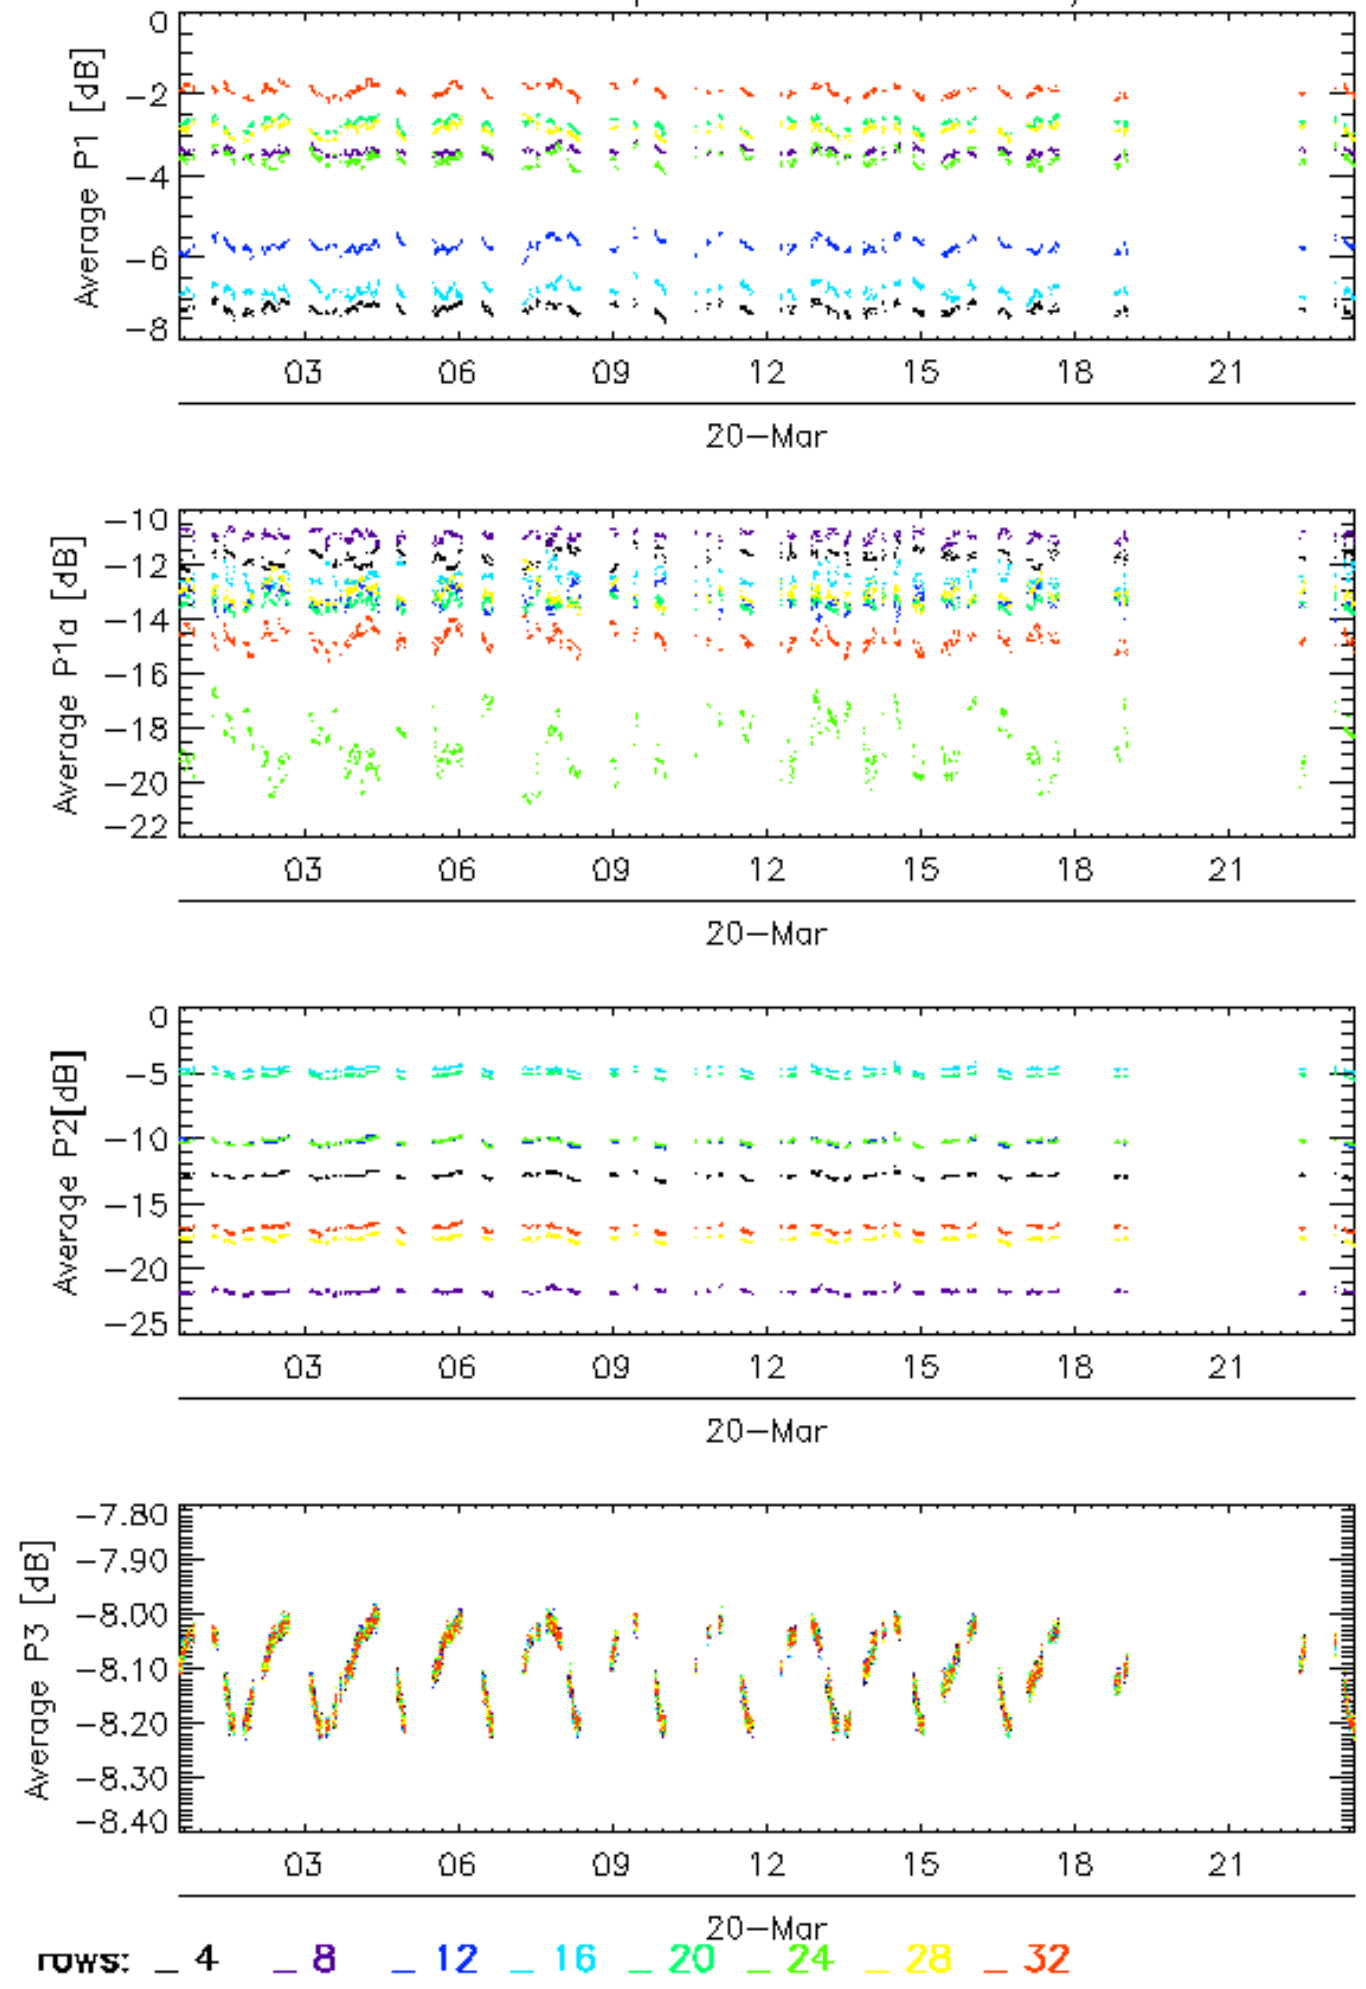 0
−2
−4
−6
−8
Average P1 [dB]
03 06 09 12 15 18 21
20−Mar
−10
−12
−14
−16
−18
−20
−22
Average P1a [dB]
03 06 09 12 15 18 21
20−Mar
0
−5
−10
−15
−20
−25
Average P2[dB]
03 06 09 12 15 18 21
20−Mar
−7.80
−7.90
−8.00
−8.10
−8.20
−8.30
−8.40
Average P3 [dB]
03 06 09 12 15 18 21
20−Mar
rows: _ 4 _ 8 _ 12 _ 16 _ 20 _ 24 _ 28 _ 32